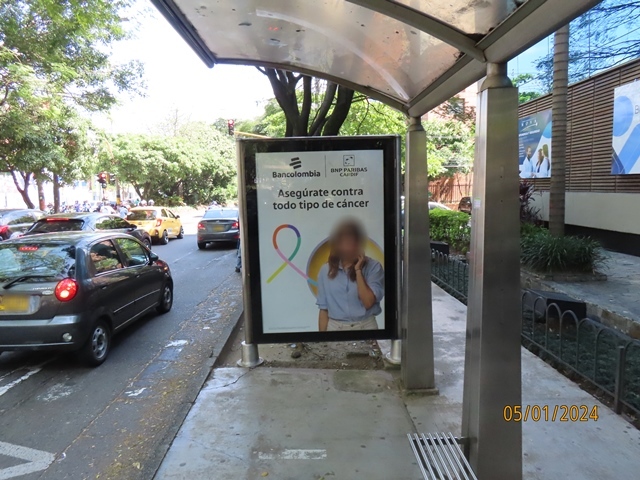 Bancolombia
BNP PARIBAS
CARDIF
Asegúrate contra
todo tipo de cáncer
05/01/2024